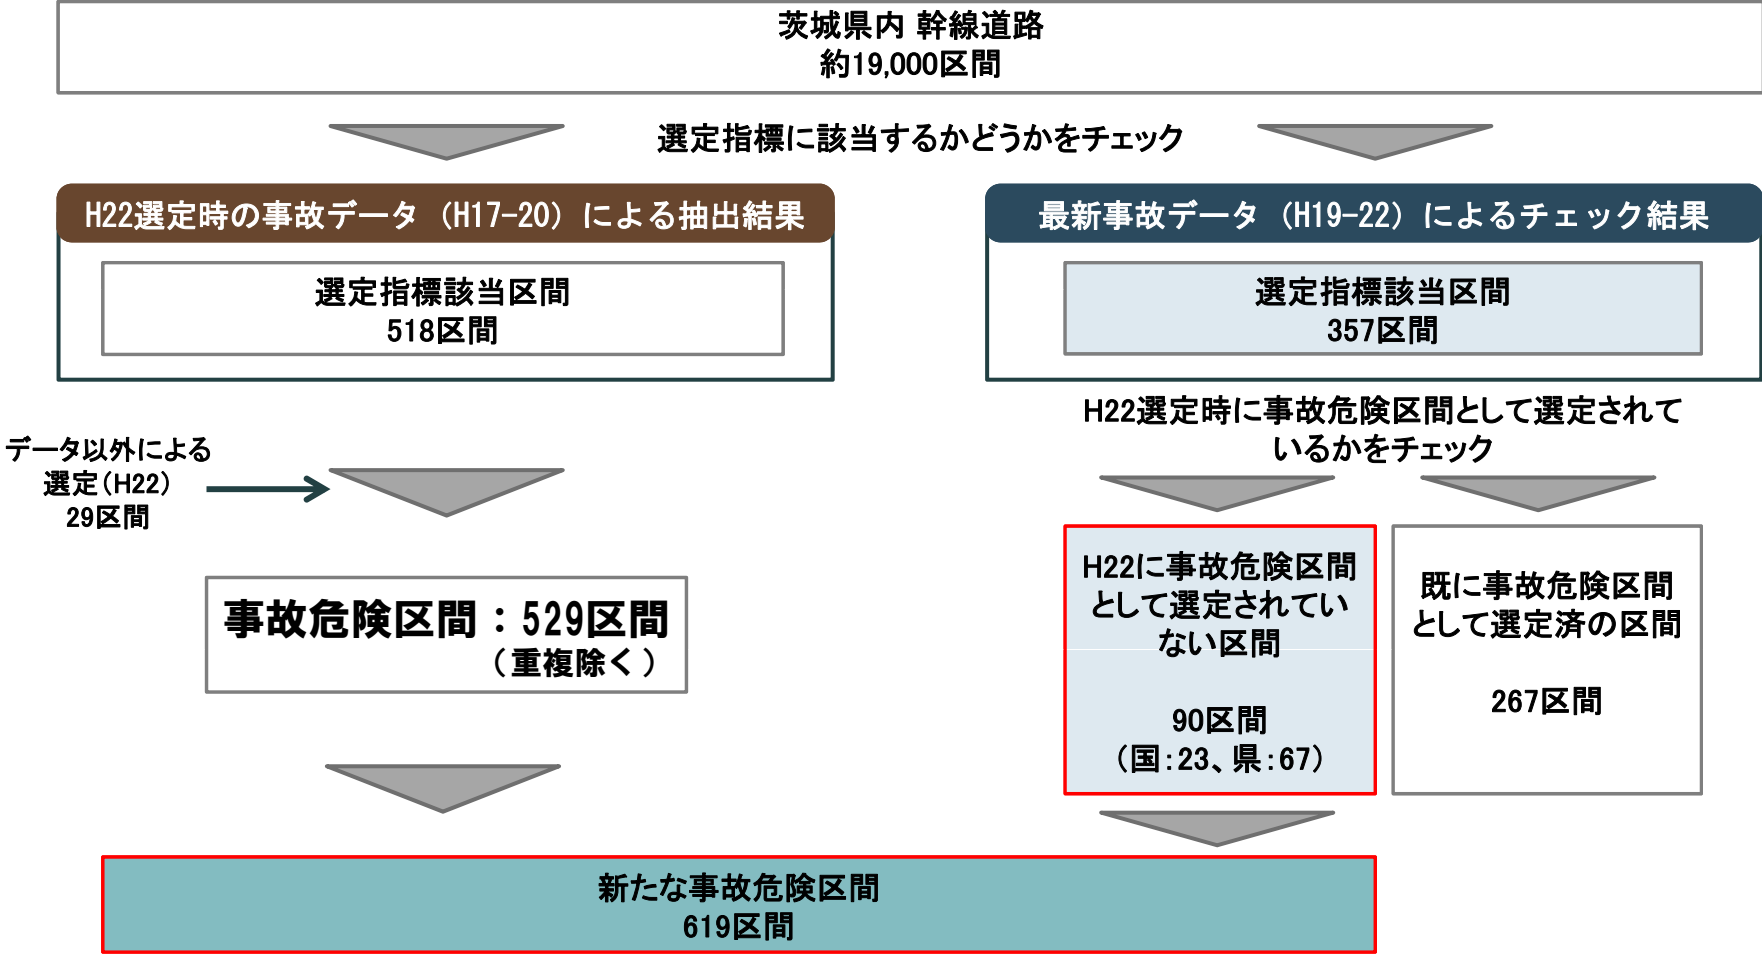 茨城県内 幹線道路
約19,000区間
選定指標に該当するかどうかをチェック
H22選定時の事故データ（H17-20）による抽出結果
選定指標該当区間
518区間
データ以外による
選定(H22)
29区間
事故危険区間：529区間
（重複除く）
最新事故データ（H19-22）によるチェック結果
選定指標該当区間
357区間
H22選定時に事故危険区間として選定されて
いるかをチェック
H22に事故危険区間
として選定されてい
ない区間
90区間
（国：23、県：67）
既に事故危険区間
として選定済の区間
267区間
新たな事故危険区間
619区間